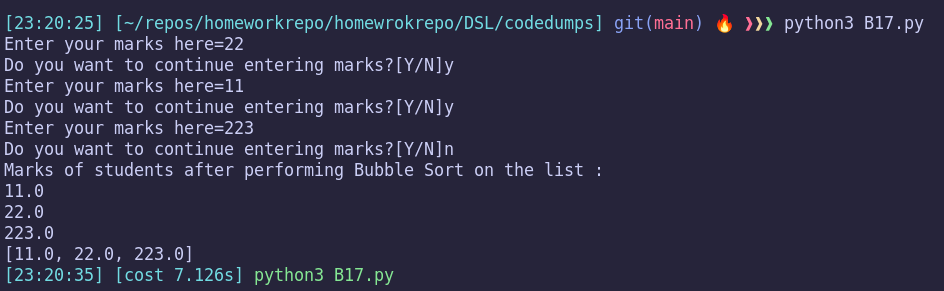 [23:20:25] [~/repos/homeworkrepo/homewrokrepo/DSL/codedumps] git(main) 🔥 ❯❯❯ python3 B17.py
Enter your marks here=22
Do you want to continue entering marks?[Y/N]y
Enter your marks here=11
Do you want to continue entering marks?[Y/N]y
Enter your marks here=223
Do you want to continue entering marks?[Y/N]n
Marks of students after performing Bubble Sort on the list :
11.0
22.0
223.0
[11.0, 22.0, 223.0]
[23:20:35] [cost 7.126s] python3 B17.py